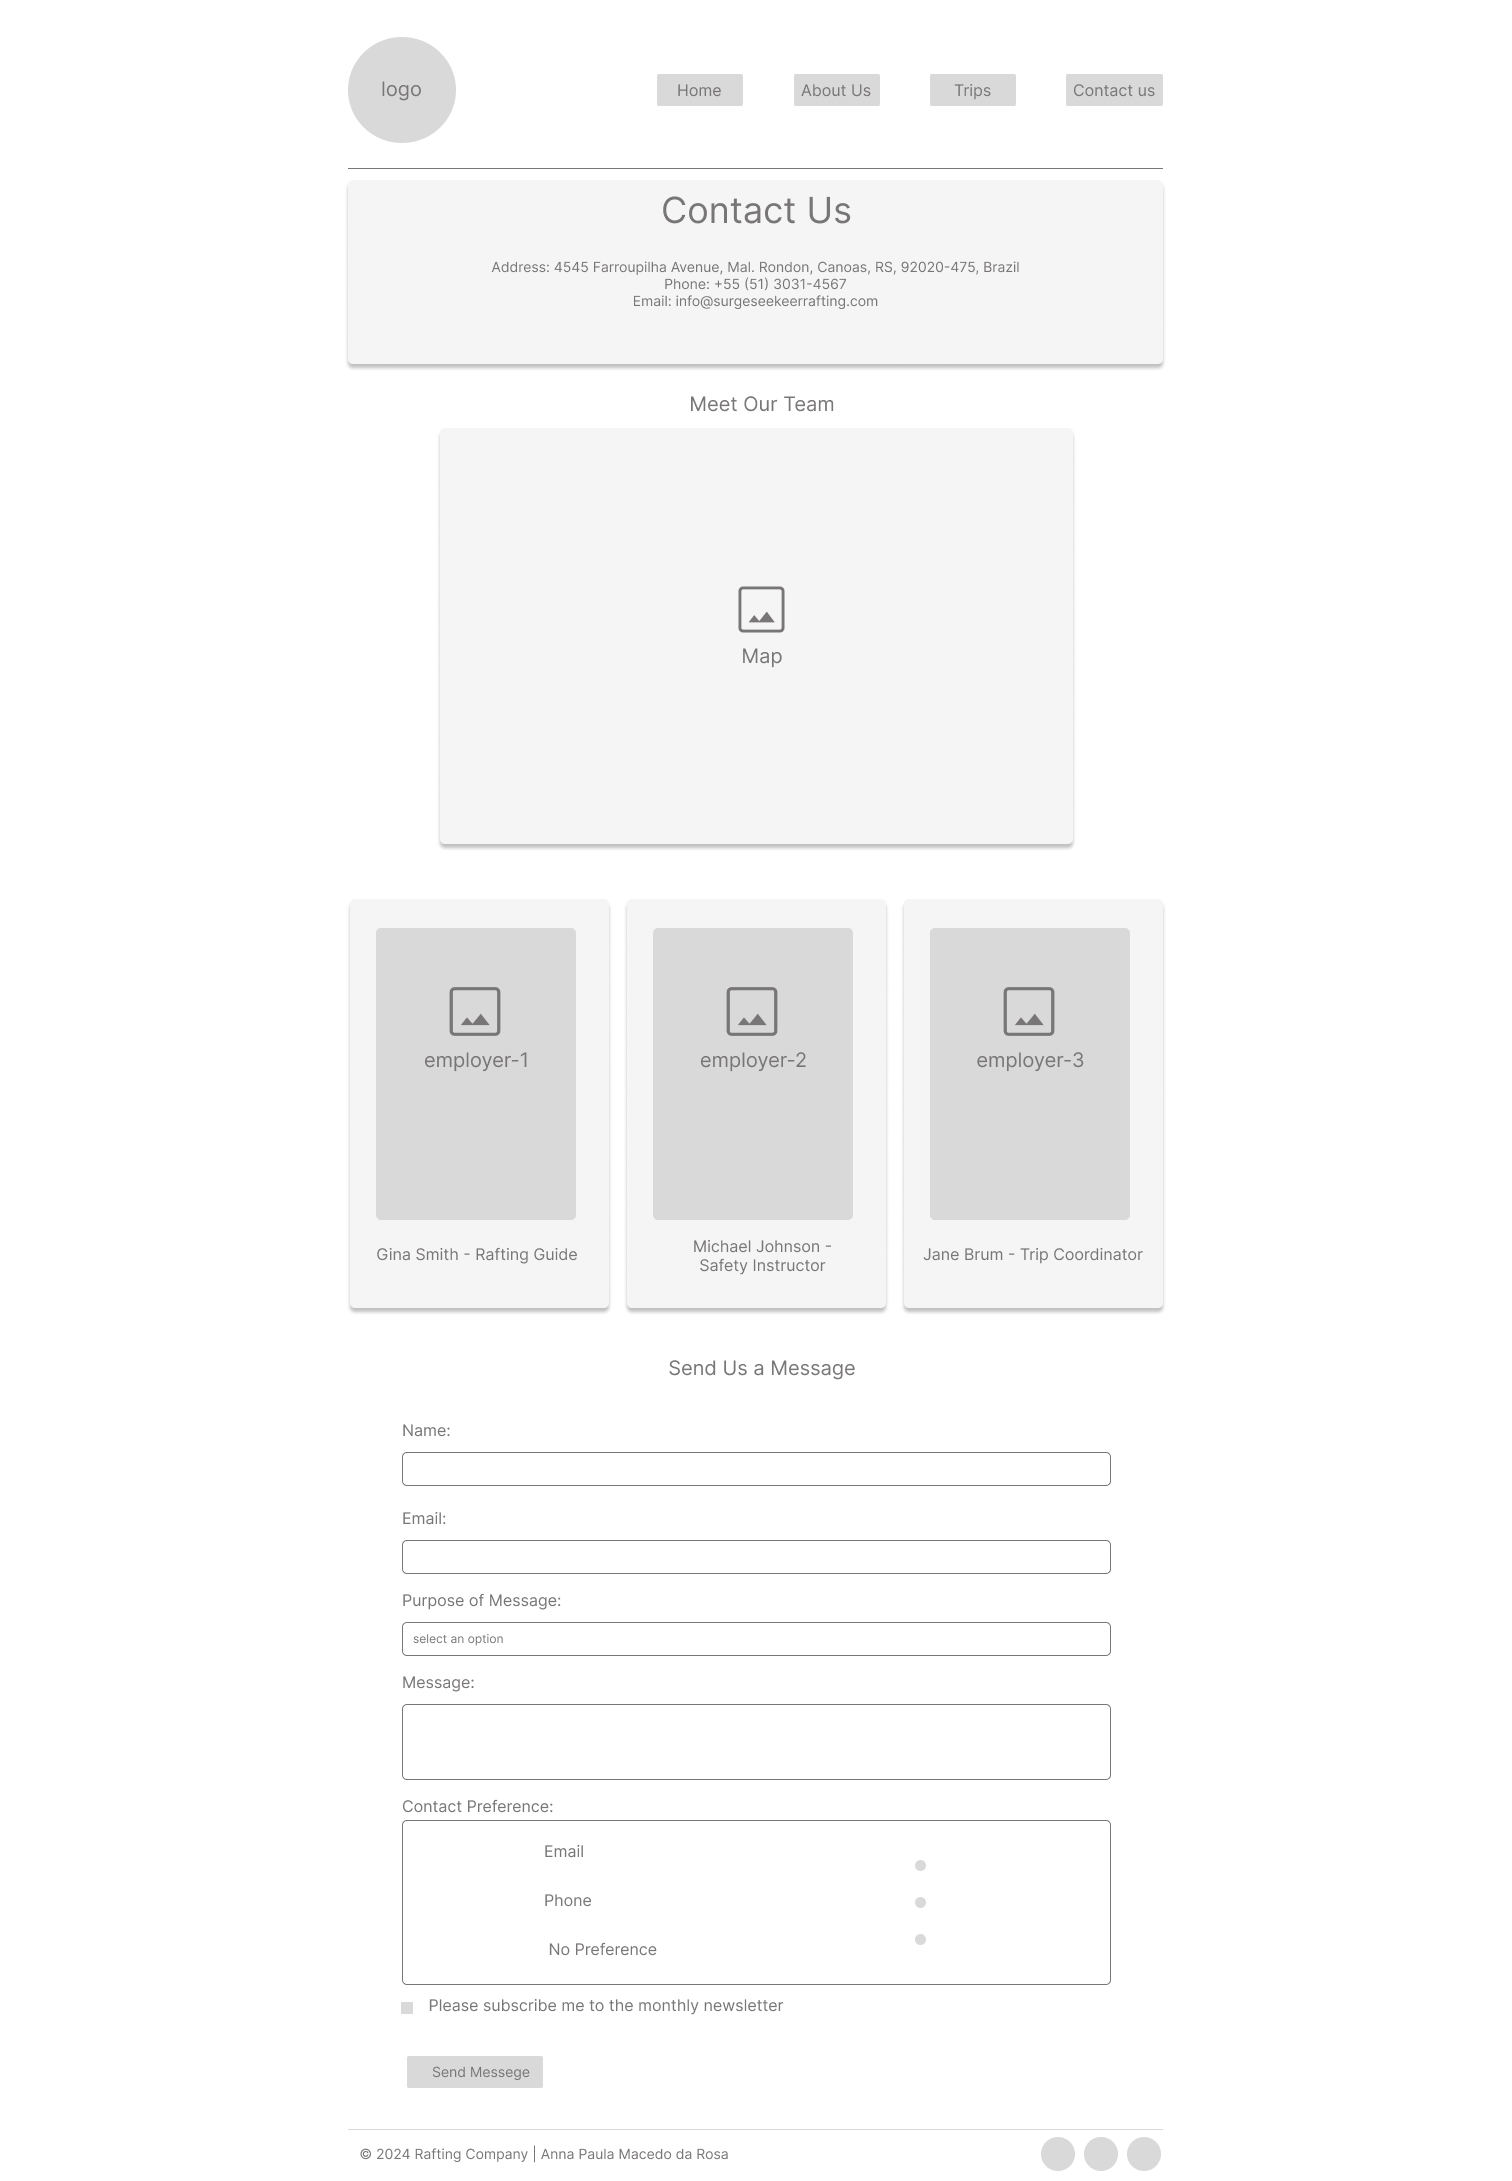 logo
Home
About Us
Trips
Contact us
Contact Us
Address: 4545 Farroupilha Avenue, Mal. Rondon, Canoas, RS, 92020-475, Brazil
Phone: +55 (51) 3031-4567
Email: info@surgeseekeerrafting.com
Meet Our Team
Map
employer-1
employer-2
employer-3
Gina Smith - Rafting Guide
Michael Johnson -
Safety Instructor
Jane Brum - Trip Coordinator
Send Us a Message
Name:
Email:
Purpose of Message:
select an option
Message:
Contact Preference:
Email
Phone
No Preference
Please subscribe me to the monthly newsletter
Send Messege
© 2024 Rafting Company | Anna Paula Macedo da Rosa